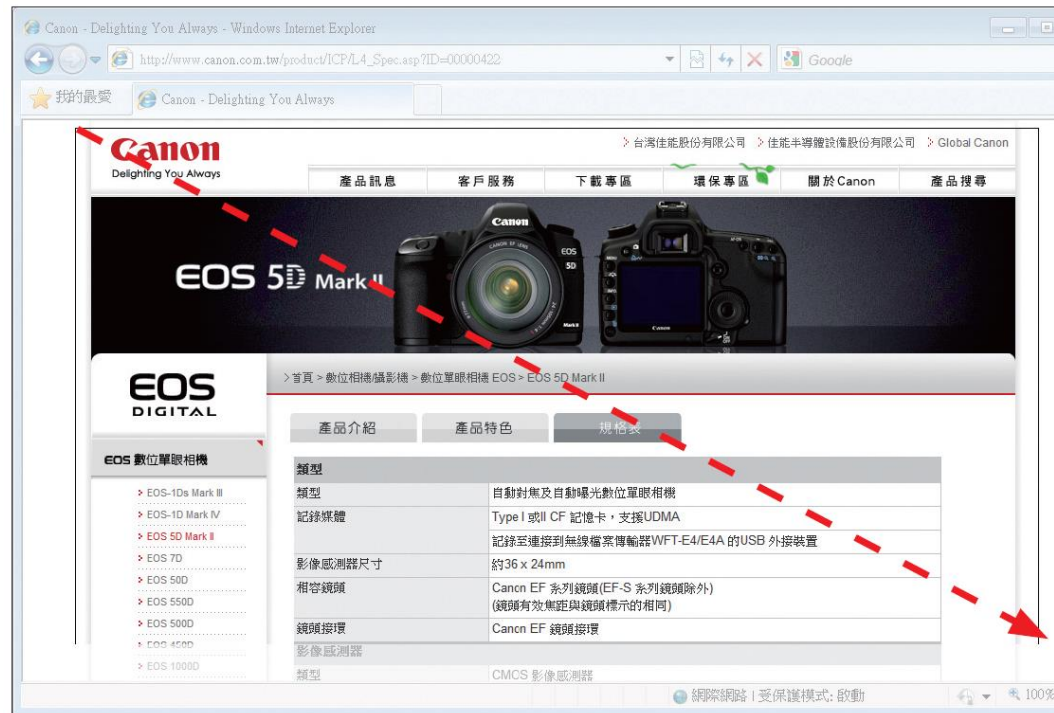 Canon - Delighting You Always - Windows Internet Explorer
http://www.canon.com.tw/product/ICP/L4_Spec.asp?ID=00000422
Google
我的最愛 Canon - Delighting You Always
Canon
Delighting You Always
> 台灣佳能股份有限公司 > 佳能半導體設備股份有限公司 > Global Canon
產品訊息 客戶服務 下載專區 環保專區 關於Canon 產品搜尋
EOS 5D Mark II
Canon
CANON EF LENS
EOS
5D
Mark II
MENU
Canon
EOS
DIGITAL
>首頁 > 數位相機/攝影機 > 數位單眼相機 EOS > EOS 5D Mark II
產品介紹 產品特色 規格表
EOS 數位單眼相機
> EOS-1Ds Mark III
> EOS-1D Mark IV
> EOS 5D Mark II
> EOS 7D
> EOS 50D
> EOS 550D
> EOS 500D
> EOS 450D
> EOS 1000D
類型
類型 自動對焦及自動曝光數位單眼相機
記錄媒體 Type I 或II CF 記憶卡，支援UDMA
記錄至連接到無線檔案傳輸器WFT-E4/E4A 的USB 外接裝置
影像感測器尺寸 約36 x 24mm
相容鏡頭 Canon EF 系列鏡頭(EF-S 系列鏡頭除外)
(鏡頭有效焦距與鏡頭標示的相同)
鏡頭接環 Canon EF 鏡頭接環
影像感測器
類型 CMOS 影像感測器
網際網路 | 受保護模式: 啟動 100%